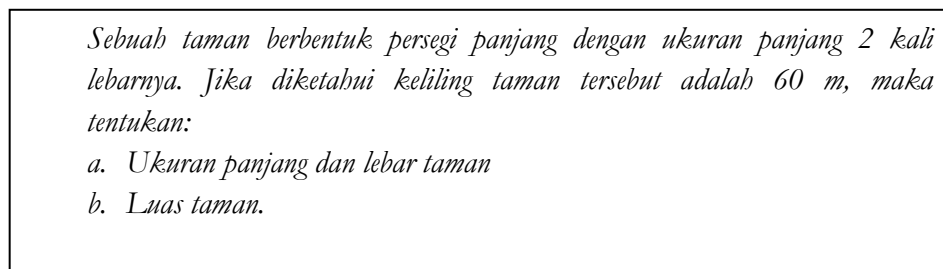 Sebuah taman berbentuk persegi panjang dengan ukuran panjang 2 kali
lebarnya. Jika diketahui keliling taman tersebut adalah 60 m, maka
tentukan:
a. Ukuran panjang dan lebar taman
b. Luas taman.